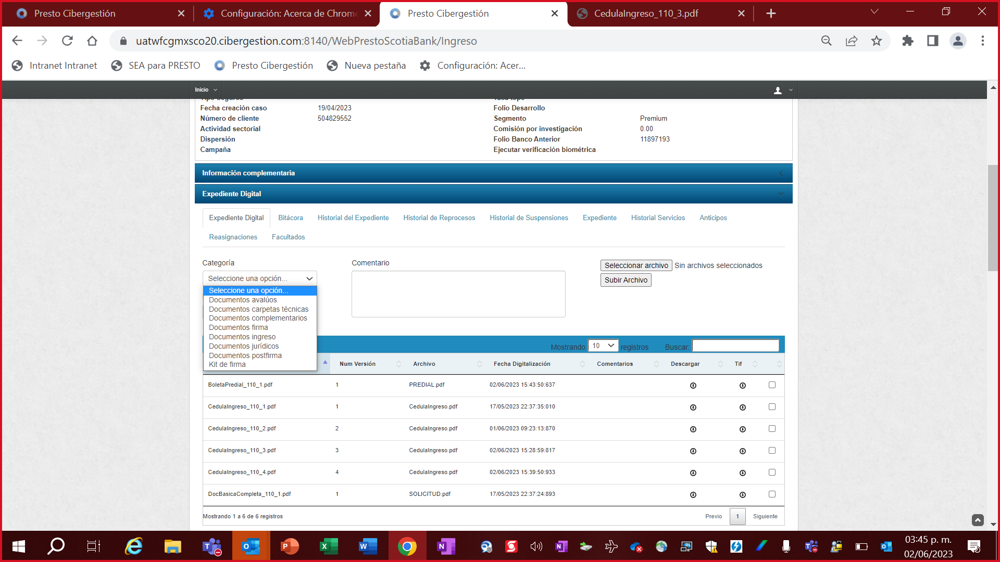 Presto Cibergestión
Configuración: Acerca de Chrome
Presto Cibergestión
CedulaIngreso_110_3.pdf
uatwfcgmxsco20.cibergestion.com:8140/WebPrestoScotiaBank/Ingreso
Intranet Intranet
SEA para PRESTO
Presto Cibergestión
Nueva pestaña
Configuración: Acer...
Inicio
Fecha creación caso 19/04/2023 Folio Desarrollo
Número de cliente 504829552 Segmento Premium
Actividad sectorial Comisión por investigación 0.00
Dispersión Folio Banco Anterior 11897193
Campaña Ejecutar verificación biométrica
Información complementaria
Expediente Digital
Expediente Digital Bitácora Historial del Expediente Historial de Reprocesos Historial de Suspensiones Expediente Historial Servicios Anticipos
Reasignaciones Facultados
Categoría Comentario
Seleccionar archivo Sin archivos seleccionados
Subir Archivo
Seleccione una opción...
Seleccione una opción...
Documentos avalúos
Documentos carpetas técnicas
Documentos complementarios
Documentos firma
Documentos ingreso
Documentos jurídicos
Documentos postfirma
Kit de firma
Mostrando 10 registros Buscar:
Num Versión Archivo Fecha Digitalización Comentarios Descargar Tif
BoletaPredial_110_1.pdf 1 PREDIAL.pdf 02/06/2023 15:43:50:637
CedulaIngreso_110_1.pdf 1 CedulaIngreso.pdf 17/05/2023 22:37:35:010
CedulaIngreso_110_2.pdf 2 CedulaIngreso.pdf 01/06/2023 09:23:13:870
CedulaIngreso_110_3.pdf 3 CedulaIngreso.pdf 02/06/2023 15:28:59:817
CedulaIngreso_110_4.pdf 4 CedulaIngreso.pdf 02/06/2023 15:39:50:933
DocBasicaCompleta_110_1.pdf 1 SOLICITUD.pdf 17/05/2023 22:37:24:893
Mostrando 1 a 6 de 6 registros Previo 1 Siguiente
03:45 p. m.
02/06/2023